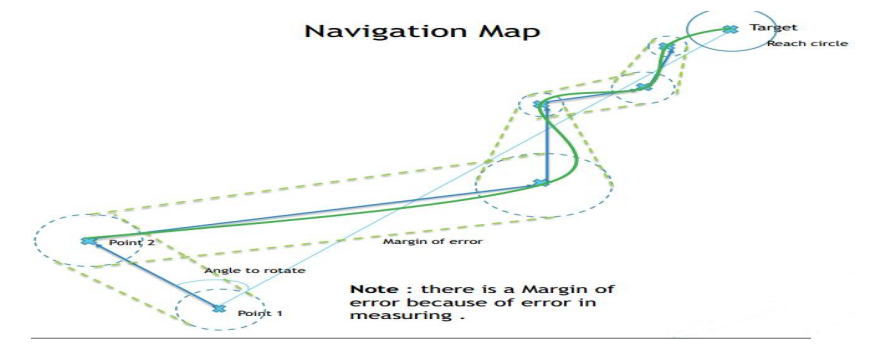 Navigation Map
Target
Reach circle
Point 2
Margin of error
Angle to rotate
Point 1
Note : there is a Margin of
error because of error in
measuring .